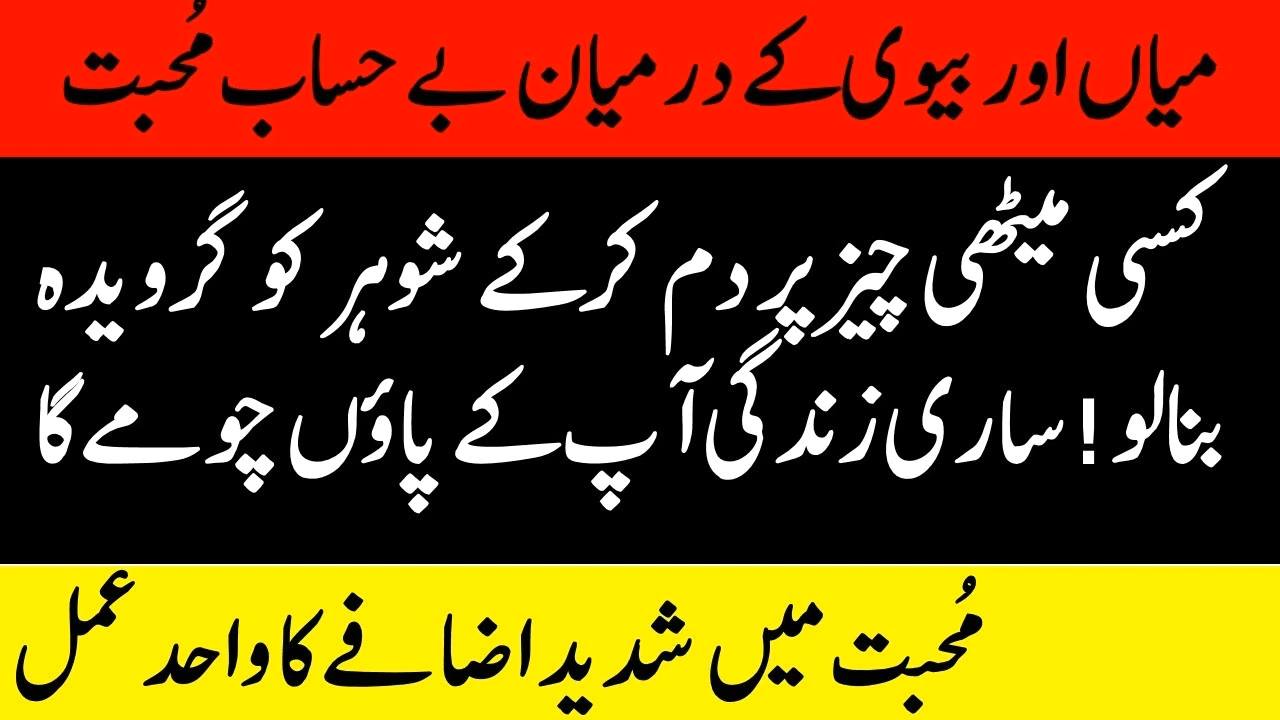 میاں اور بیوی کے درمیان بے حساب مُحبت
کسی میٹھی چیز پر دم کر کے شوہر کو گرویدہ
بنالو ! ساری زندگی آپ کے پاؤں چومے گا
مُحبت میں شدید اضافے کا واحد عمل